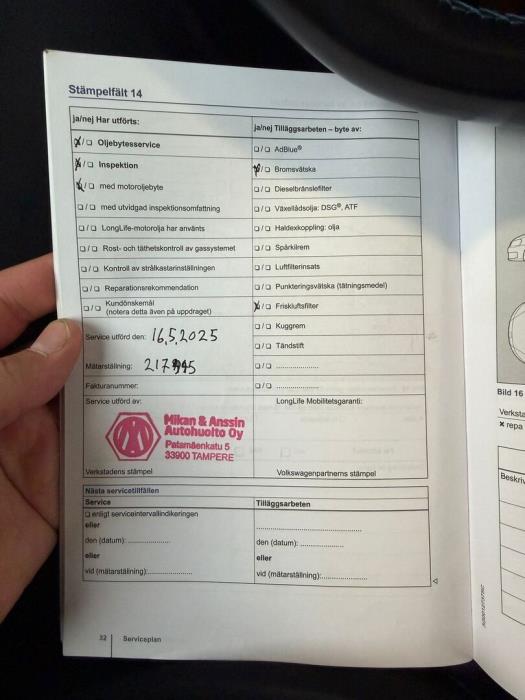 Stämpelfält 14
ja/nej Har utförts:
/ Oljebytesservice
/ Inspektion
/ med motoroljebyte
/ med utvidgad inspektionsomfattning
/ LongLife-motorolja har använts
/ Rost- och täthetskontroll av gassystemet
/ Kontroll av strålkastarinställningen
/ Reparationsrekommendation
/ Kundönskemål
(notera detta även på uppdraget)
Service utförd den: 16.5.2025
Mätarställning:
Fakturanummer:
Service utförd av:
Mikan & Anssin
Autohuolto Oy
Patamäenkatu 5
33900 TAMPERE
Verkstadens stämpel
ja/nej Tilläggsarbeten – byte av:
/ AdBlue®
/ Bromsvätska
/ Dieselbränslefilter
/ Växellådsolja: DSG®, ATF
/ Haldexkoppling: olja
/ Spårkilrem
/ Luftfilterinsats
/ Punkteringsvätska (tätningsmedel)
/ Friskluftsfilter
/ Kuggrem
/ Tändstift
/ ................
/ ................
LongLife Mobilitetsgaranti:
Volkswagenpartnerns stämpel
Nästa servicetillfällen
Service
enligt serviceintervallindikeringen
eller
den (datum): ................
eller
vid (mätarställning): ................
Tilläggsarbeten
................
den (datum): ................
eller
vid (mätarställning): ................
32 Serviceplan
Bild 16
Verksta
× repa
Beskriv